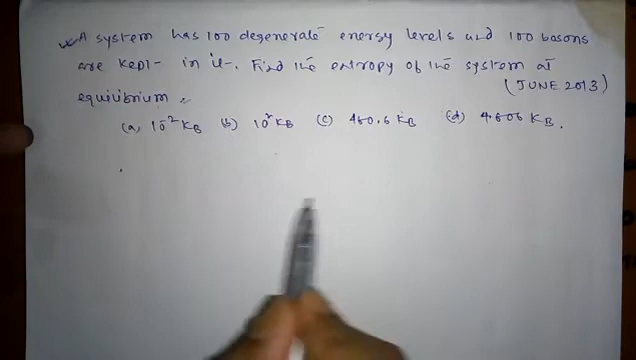 A system has 100 degenerate energy levels and 100 bosons
are kept in it. Find the entropy of the system at
equilibrium. (JUNE 2013)
(a) 10⁻² KB (b) 10² KB (c) 460.6 KB (d) 4.606 KB.